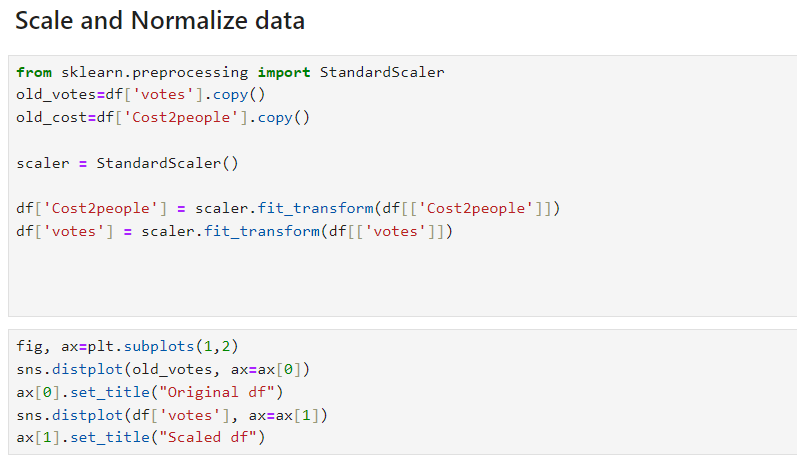 Scale and Normalize data
from sklearn.preprocessing import StandardScaler
old_votes=df['votes'].copy()
old_cost=df['Cost2people'].copy()
scaler = StandardScaler()
df['Cost2people'] = scaler.fit_transform(df[['Cost2people']])
df['votes'] = scaler.fit_transform(df[['votes']])
fig, ax=plt.subplots(1,2)
sns.distplot(old_votes, ax=ax[0])
ax[0].set_title("Original df")
sns.distplot(df['votes'], ax=ax[1])
ax[1].set_title("Scaled df")